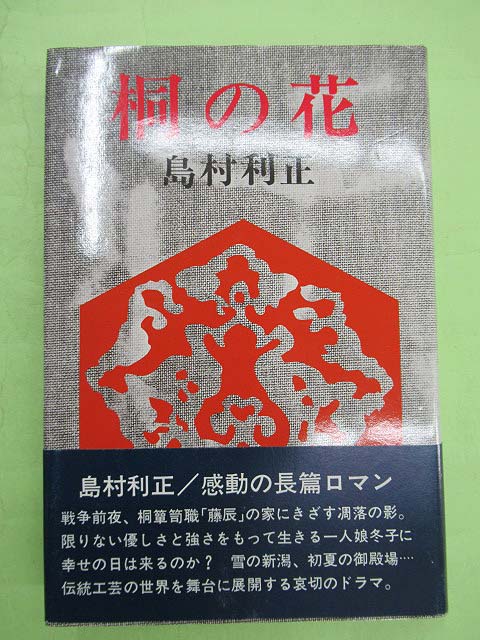 桐の花
島村利正
島村利正／感動の長篇ロマン
戦争前夜、桐簞笥職「藤辰」の家にきざす凋落の影。
限りない優しさと強さをもって生きる一人娘冬子に
幸せの日は来るのか？　雪の新潟、初夏の御殿場‥‥
伝統工芸の世界を舞台に展開する哀切のドラマ。